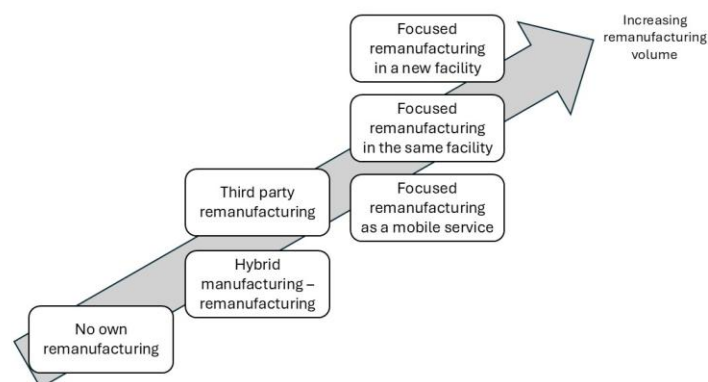 Focused
remanufacturing
in a new facility
Increasing
remanufacturing
volume
Focused
remanufacturing
in the same facility
Third party
remanufacturing
Focused
remanufacturing
as a mobile service
Hybrid
manufacturing –
remanufacturing
No own
remanufacturing